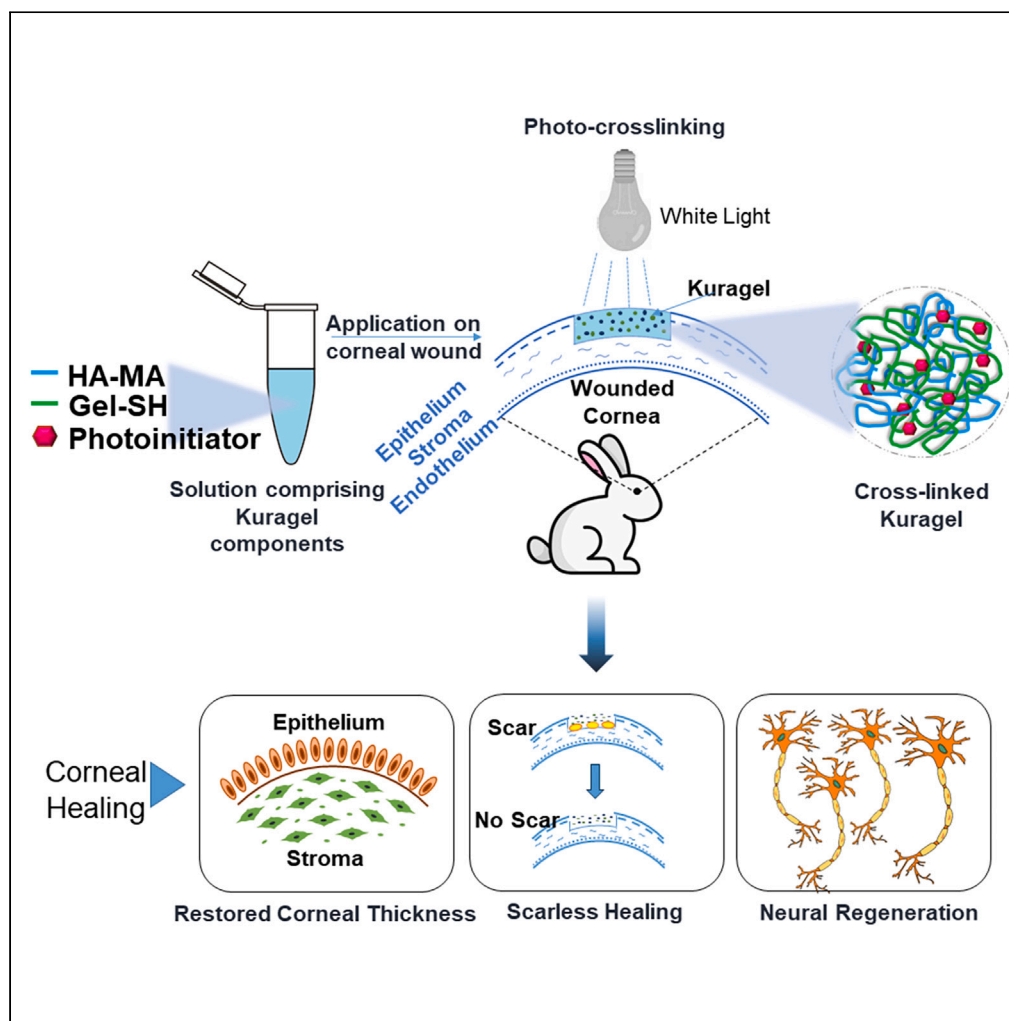 Photo-crosslinking
White Light
Kuragel
Application on
corneal wound
HA-MA
Gel-SH
Photoinitiator
Epithelium
Stroma
Endothelium
Wounded
Cornea
Solution comprising
Kuragel
components
Cross-linked
Kuragel
Corneal
Healing
Epithelium
Stroma
Restored Corneal Thickness
Scar
No Scar
Scarless Healing
Neural Regeneration